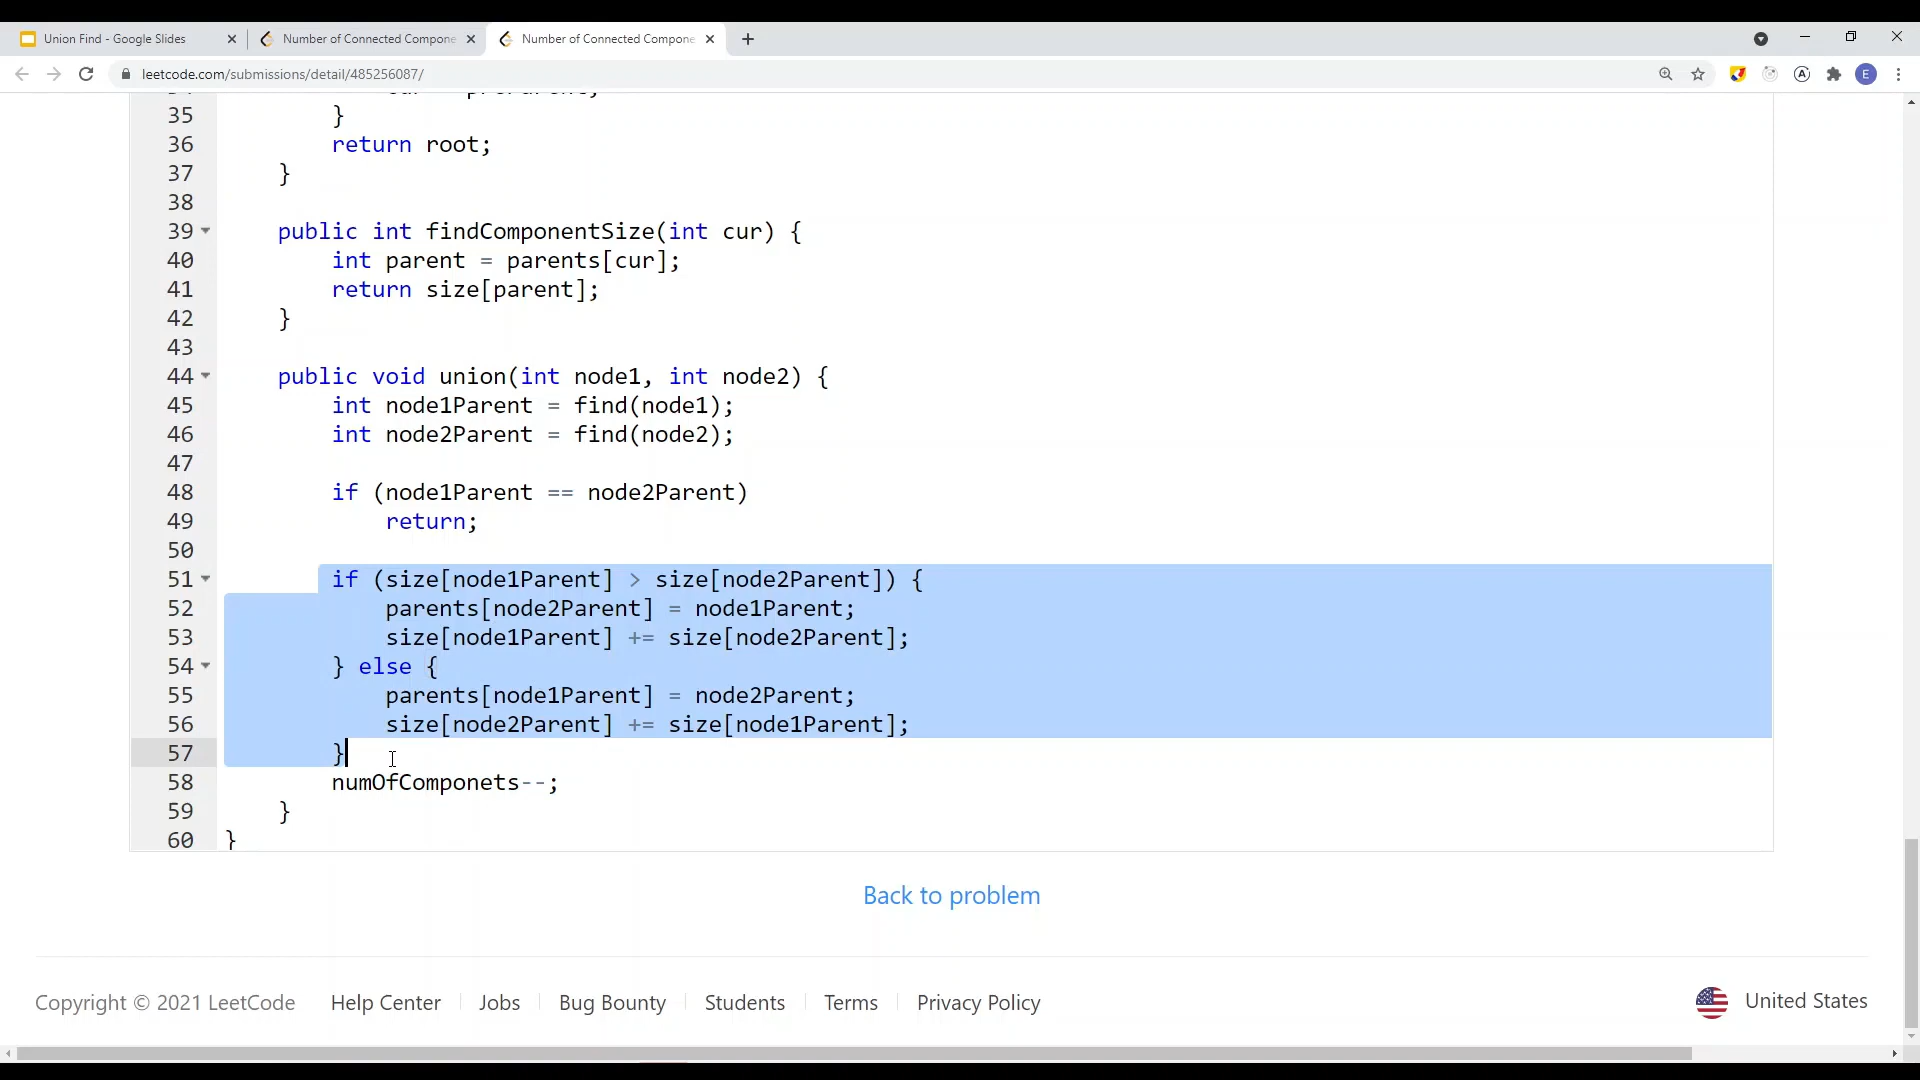 Union Find - Google Slides
Number of Connected Compone
Number of Connected Compone
leetcode.com/submissions/detail/485256087/
A
E
35 }
36 return root;
37 }
38
39 public int findComponentSize(int cur) {
40 int parent = parents[cur];
41 return size[parent];
42 }
43
44 public void union(int node1, int node2) {
45 int node1Parent = find(node1);
46 int node2Parent = find(node2);
47
48 if (node1Parent == node2Parent)
49 return;
50
51 if (size[node1Parent] > size[node2Parent]) {
52 parents[node2Parent] = node1Parent;
53 size[node1Parent] += size[node2Parent];
54 } else {
55 parents[node1Parent] = node2Parent;
56 size[node2Parent] += size[node1Parent];
57 }
58 numOfComponets--;
59 }
60 }
Back to problem
Copyright © 2021 LeetCode Help Center Jobs Bug Bounty Students Terms Privacy Policy United States